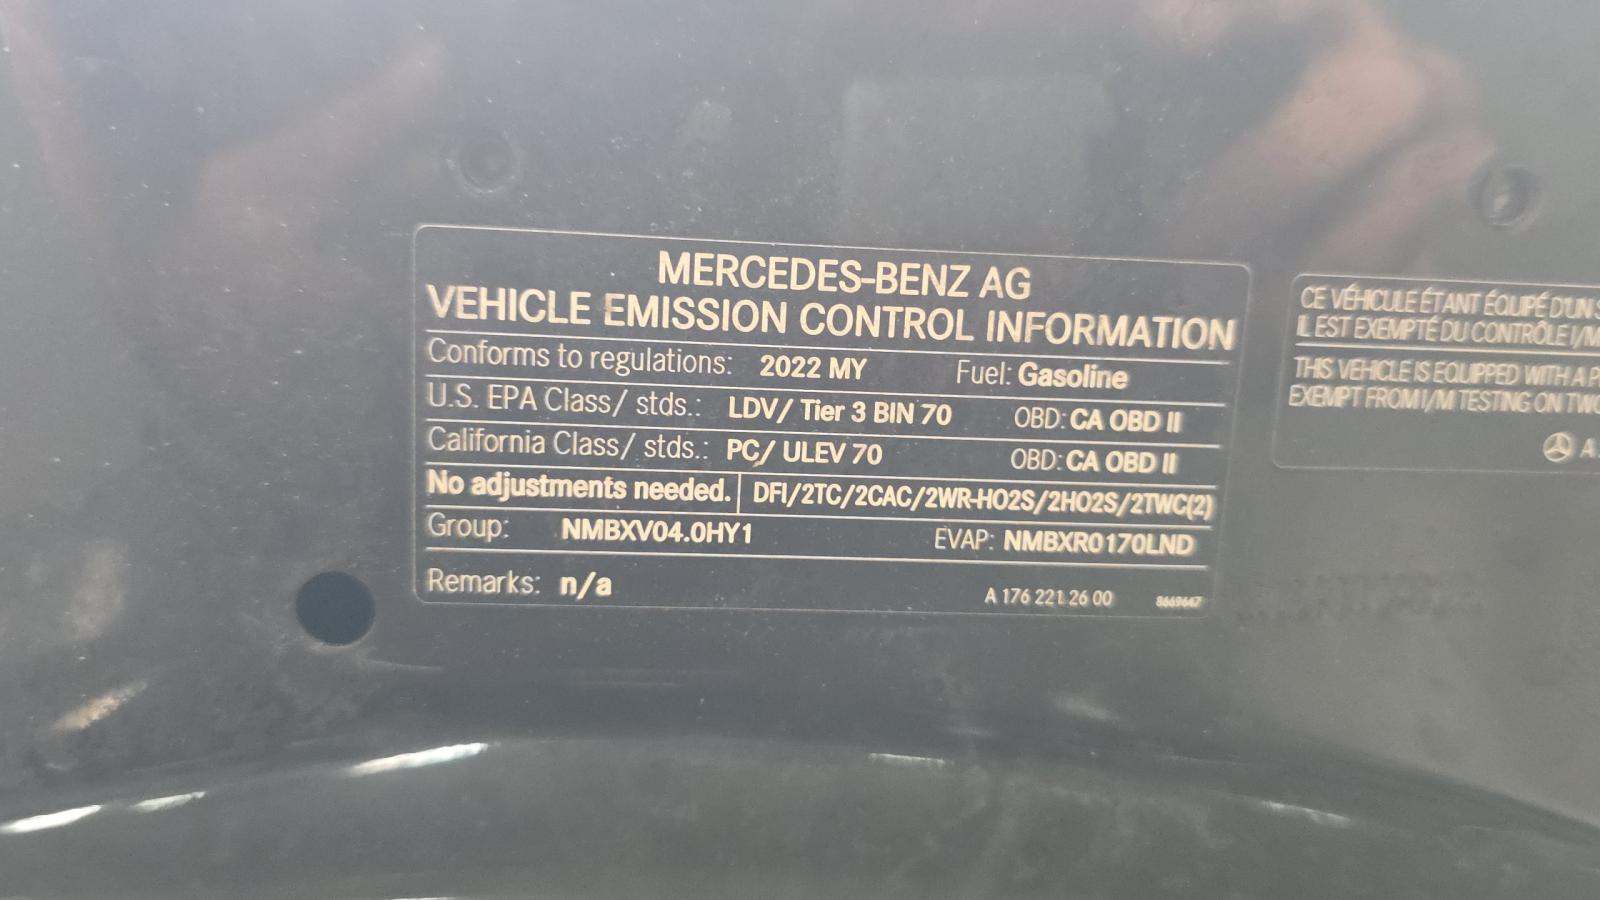 MERCEDES-BENZ AG
VEHICLE EMISSION CONTROL INFORMATION
Conforms to regulations: 2022 MY Fuel: Gasoline
U.S. EPA Class/ stds.: LDV/ Tier 3 BIN 70 OBD: CA OBD II
California Class/ stds.: PC/ ULEV 70 OBD: CA OBD II
No adjustments needed. DFI/2TC/2CAC/2WR-HO2S/2HO2S/2TWC(2)
Group: NMBXV04.0HY1 EVAP: NMBXR0170LND
Remarks: n/a
A 176 221 26 00 8669667
CE VÉHICULE ÉTANT ÉQUIPÉ D'UN
IL EST EXEMPTÉ DU CONTRÔLE I/M
THIS VEHICLE IS EQUIPPED WITH A
EXEMPT FROM I/M TESTING ON
A